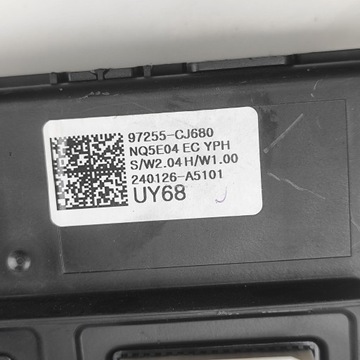 97255-CJ680
NQ5E04 EC YPH
S/W2.04 H/W1.00
240126-A5101
UY68